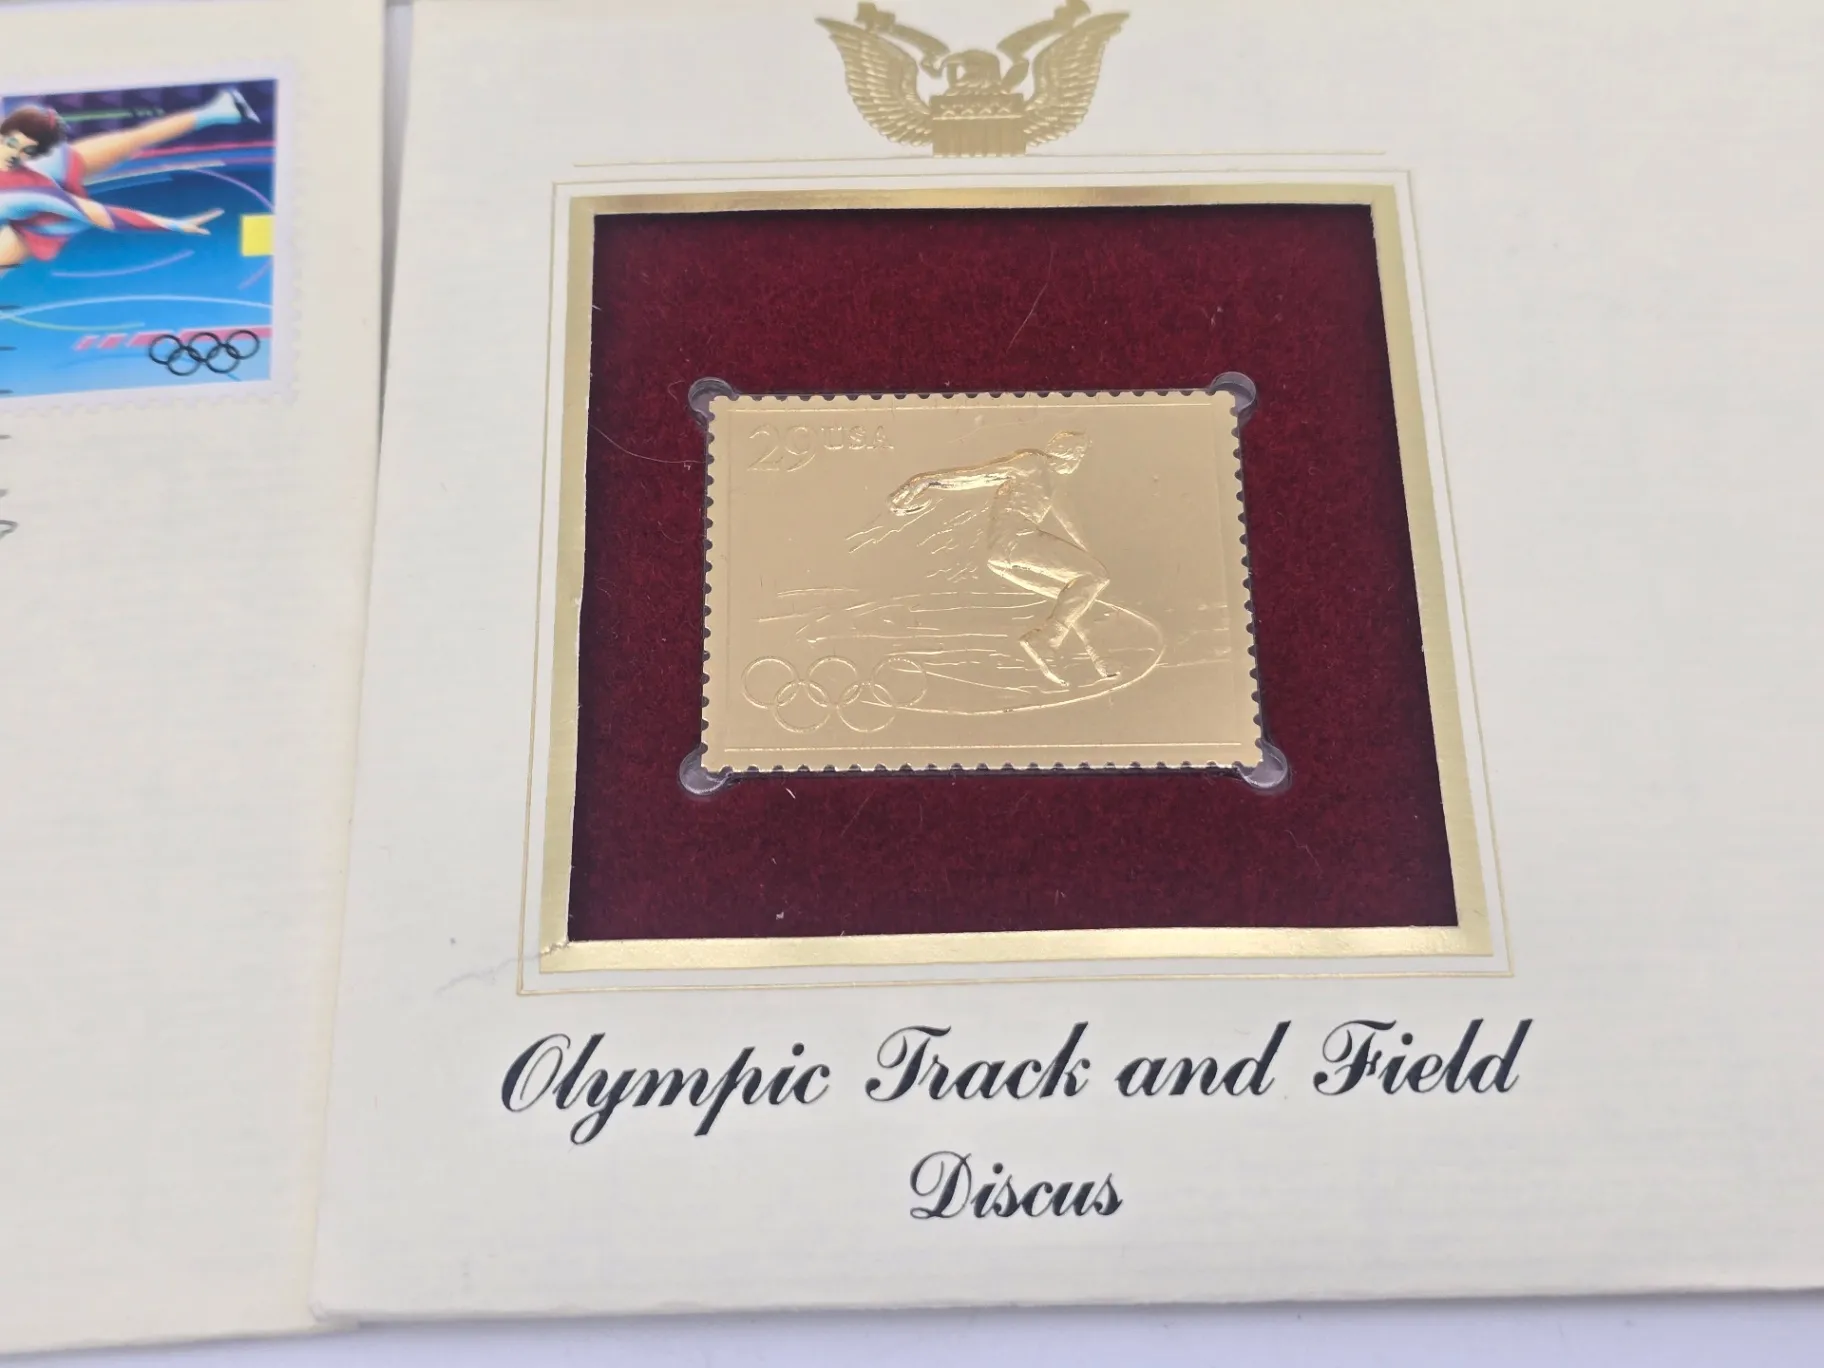 29 USA
Olympic Track and Field
Discus